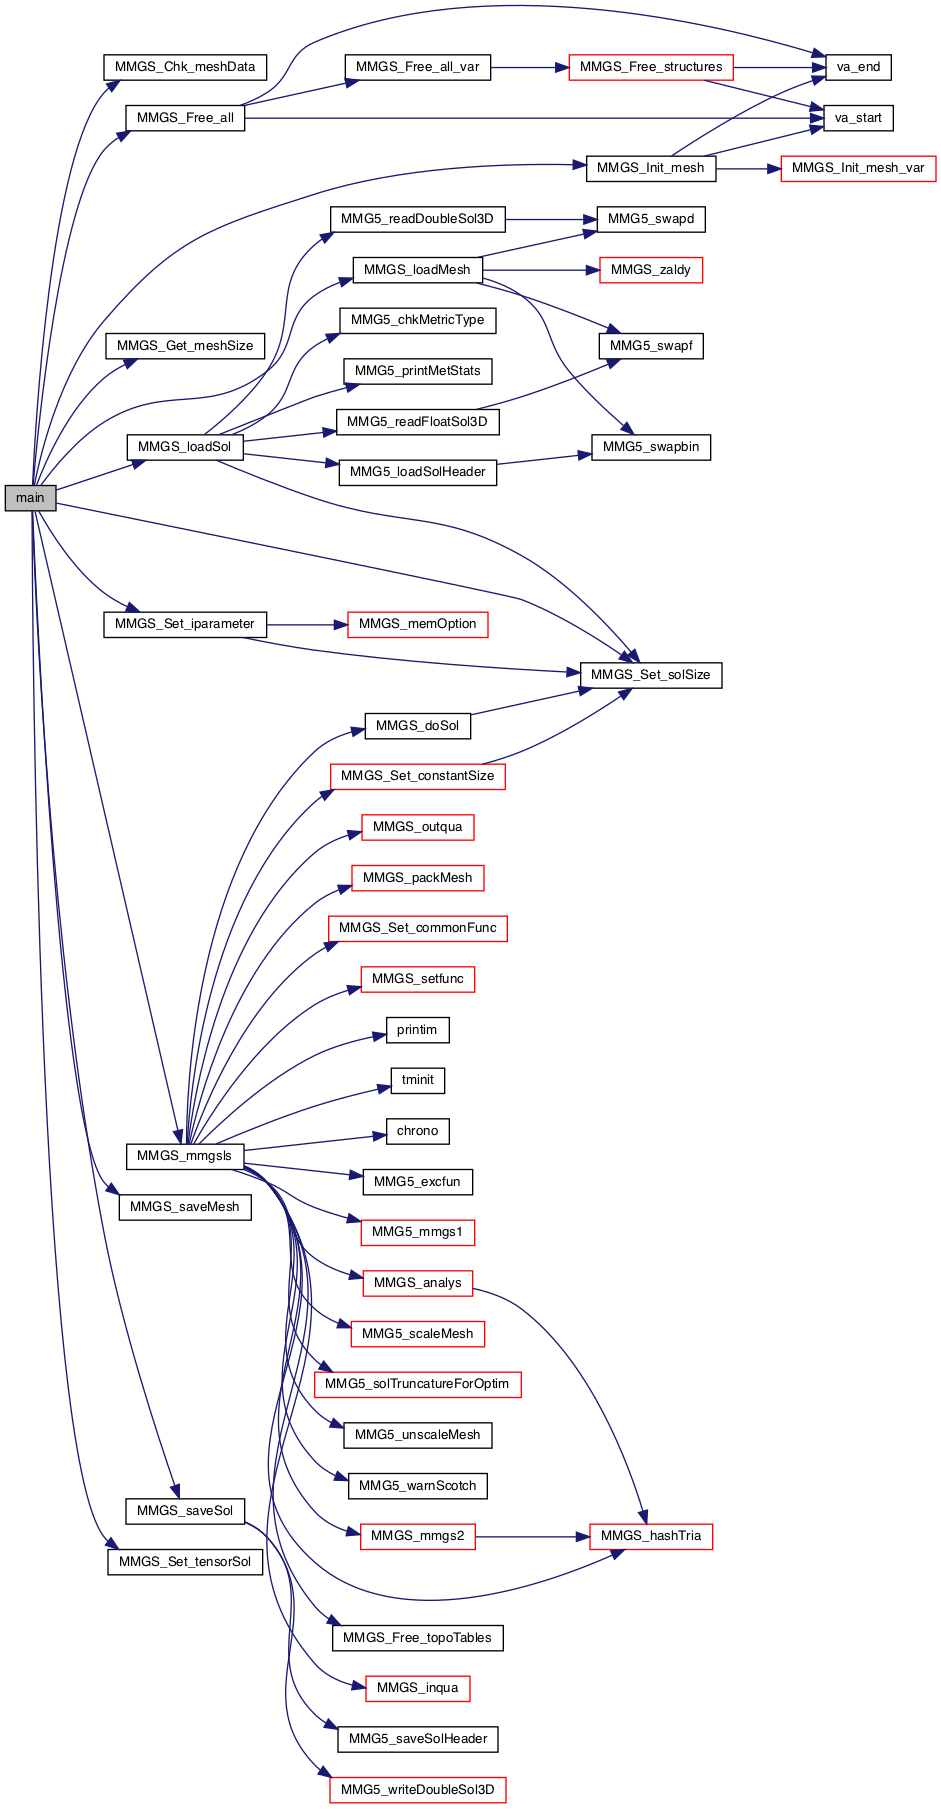 MMGS_Chk_meshData
MMGS_Free_all_var
MMGS_Free_structures
va_end
MMGS_Free_all
va_start
MMGS_Init_mesh
MMGS_Init_mesh_var
MMG5_readDoubleSol3D
MMG5_swapd
MMGS_loadMesh
MMGS_zaldy
MMG5_chkMetricType
MMGS_Get_meshSize
MMG5_swapf
MMG5_printMetStats
MMG5_readFloatSol3D
MMGS_loadSol
MMG5_swapbin
MMG5_loadSolHeader
main
MMGS_Set_iparameter
MMGS_memOption
MMGS_Set_solSize
MMGS_doSol
MMGS_Set_constantSize
MMGS_outqua
MMGS_packMesh
MMGS_Set_commonFunc
MMGS_setfunc
printim
tminit
chrono
MMGS_mmgsls
MMG5_excfun
MMGS_saveMesh
MMG5_mmgs1
MMGS_analys
MMG5_scaleMesh
MMG5_solTruncatureForOptim
MMG5_unscaleMesh
MMG5_warnScotch
MMGS_saveSol
MMGS_mmgs2
MMGS_hashTria
MMGS_Set_tensorSol
MMGS_Free_topoTables
MMGS_inqua
MMG5_saveSolHeader
MMG5_writeDoubleSol3D